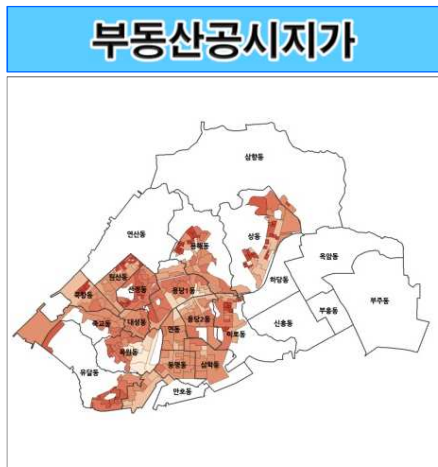 부동산공시지가
삼향동
연산동
용해동
상동
옥암동
하당동
원산동
산정동
북항동
용당1동
부주동
죽교동
대성동
연동
용당2동
이로동
신흥동
부흥동
목원동
유달동
동명동
삼학동
만호동